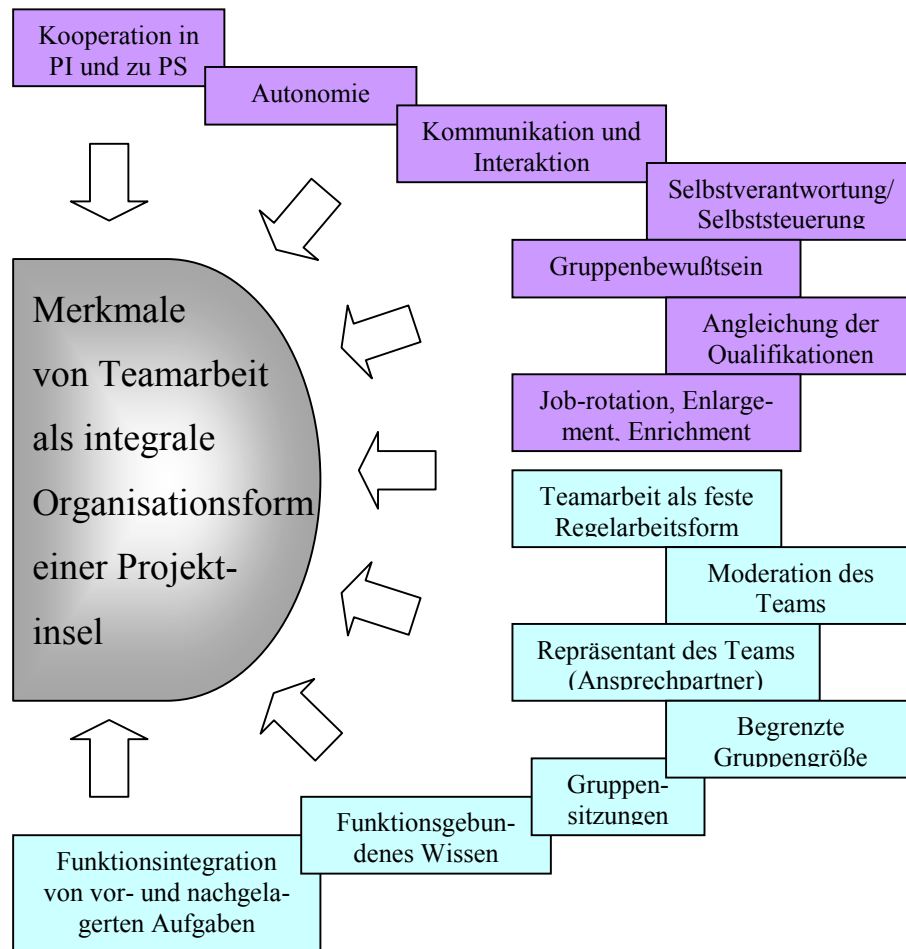 Kooperation in
PI und zu PS
Autonomie
Kommunikation und
Interaktion
Selbstverantwortung/
Selbststeuerung
Gruppenbewußtsein
Angleichung der
Qualifikationen
Job-rotation, Enlarge-
ment, Enrichment
Merkmale
von Teamarbeit
als integrale
Organisationsform
einer Projekt-
insel
Teamarbeit als feste
Regelarbeitsform
Moderation des
Teams
Repräsentant des Teams
(Ansprechpartner)
Begrenzte
Gruppengröße
Gruppen-
sitzungen
Funktionsgebun-
denes Wissen
Funktionsintegration
von vor- und nachgela-
gerten Aufgaben